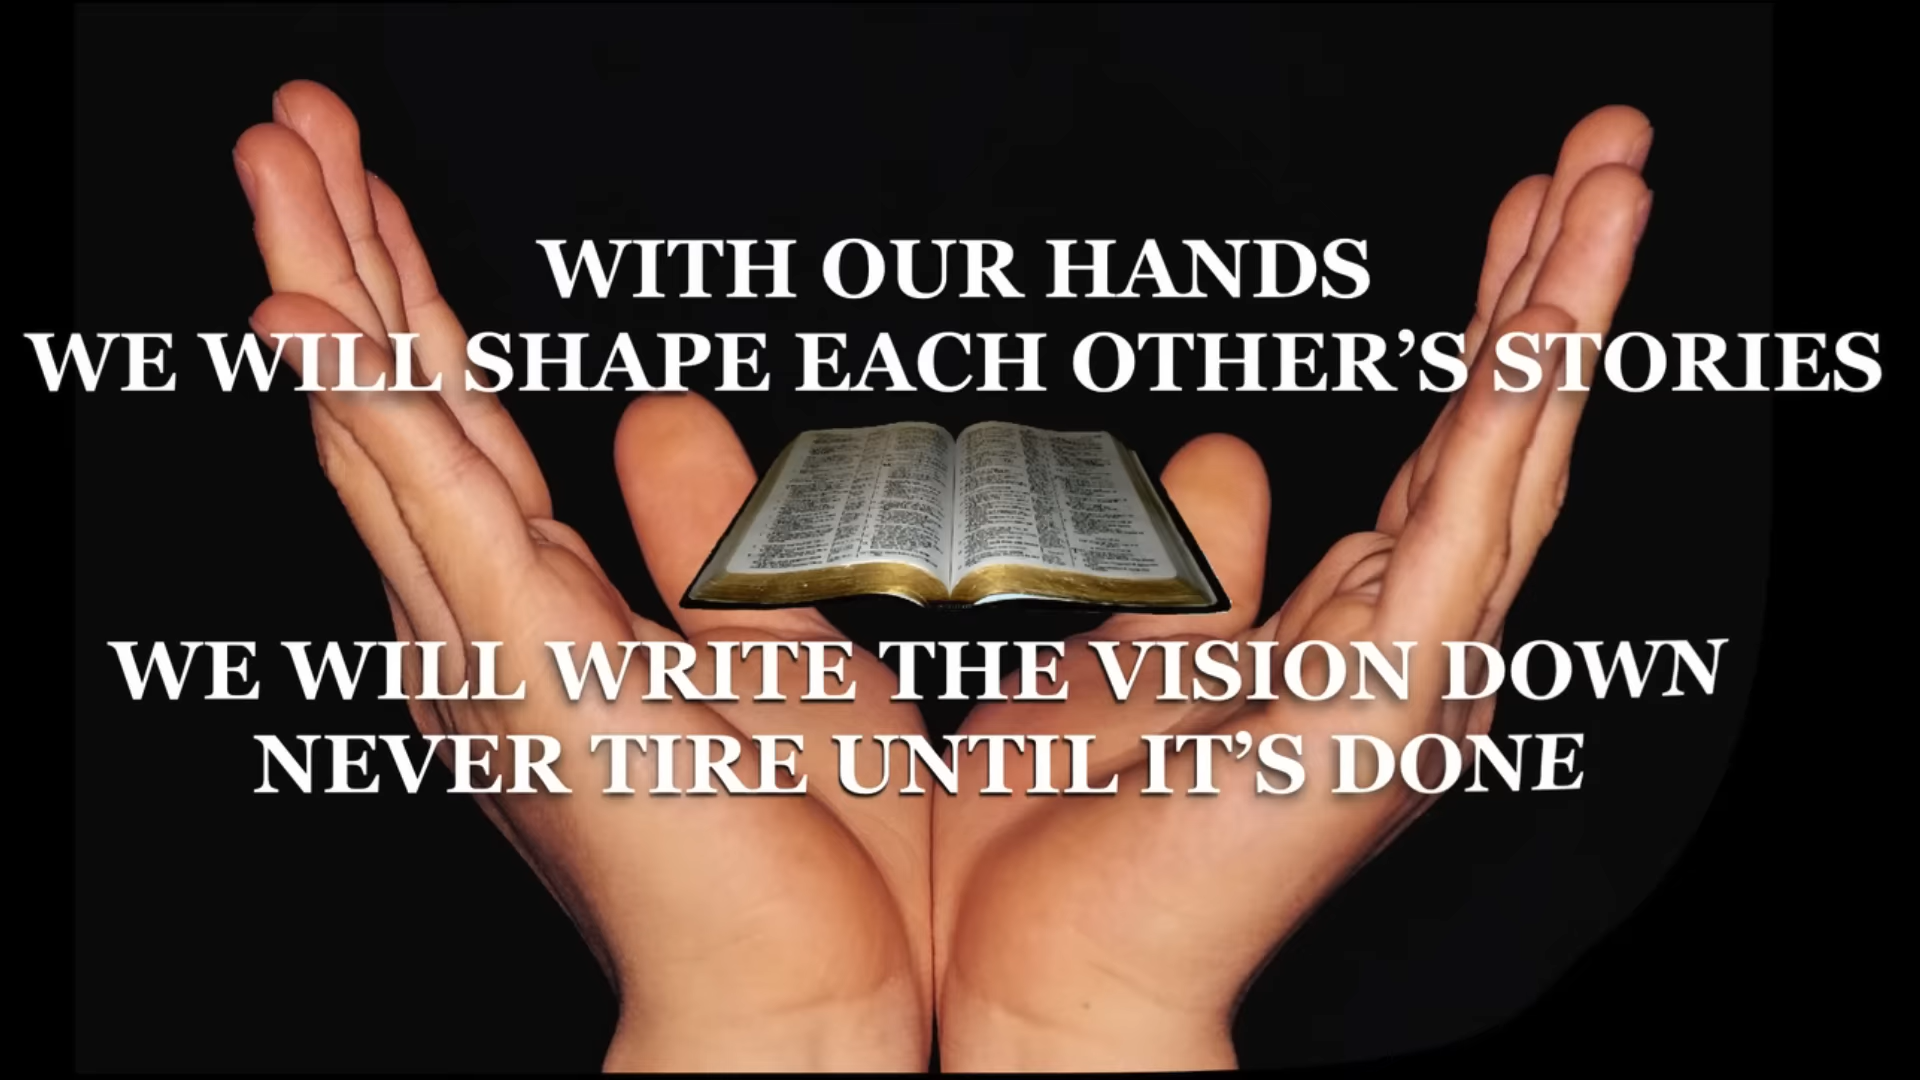 WITH OUR HANDS
WE WILL SHAPE EACH OTHER’S STORIES
WE WILL WRITE THE VISION DOWN
NEVER TIRE UNTIL IT’S DONE